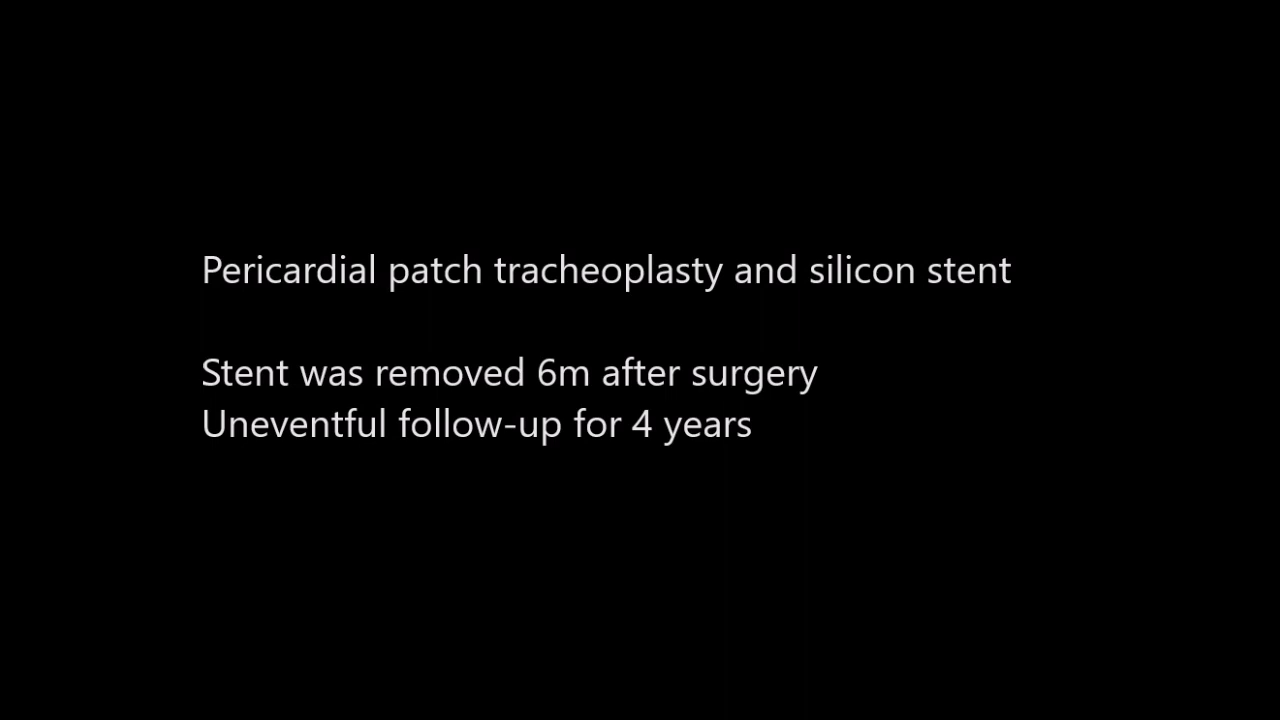 Pericardial patch tracheoplasty and silicon stent
Stent was removed 6m after surgery
Uneventful follow-up for 4 years